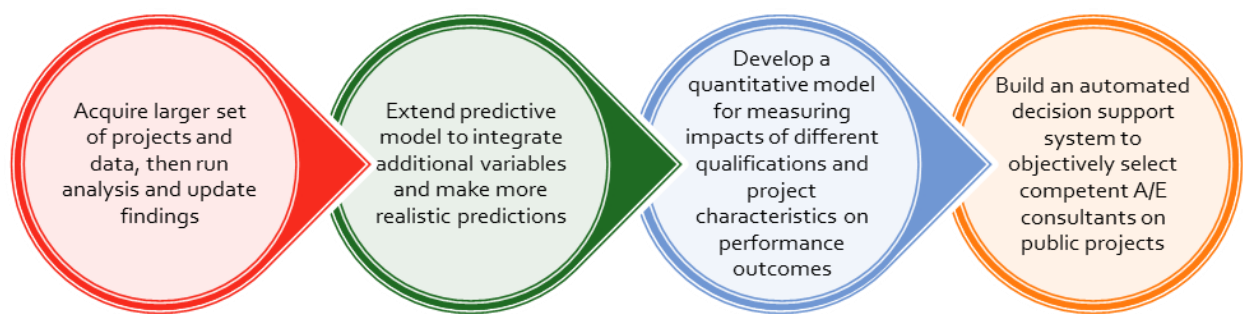 Acquire larger set
of projects and
data, then run
analysis and update
findings
Extend predictive
model to integrate
additional variables
and make more
realistic predictions
Develop a
quantitative model
for measuring
impacts of different
qualifications and
project
characteristics on
performance
outcomes
Build an automated
decision support
system to
objectively select
competent A/E
consultants on
public projects